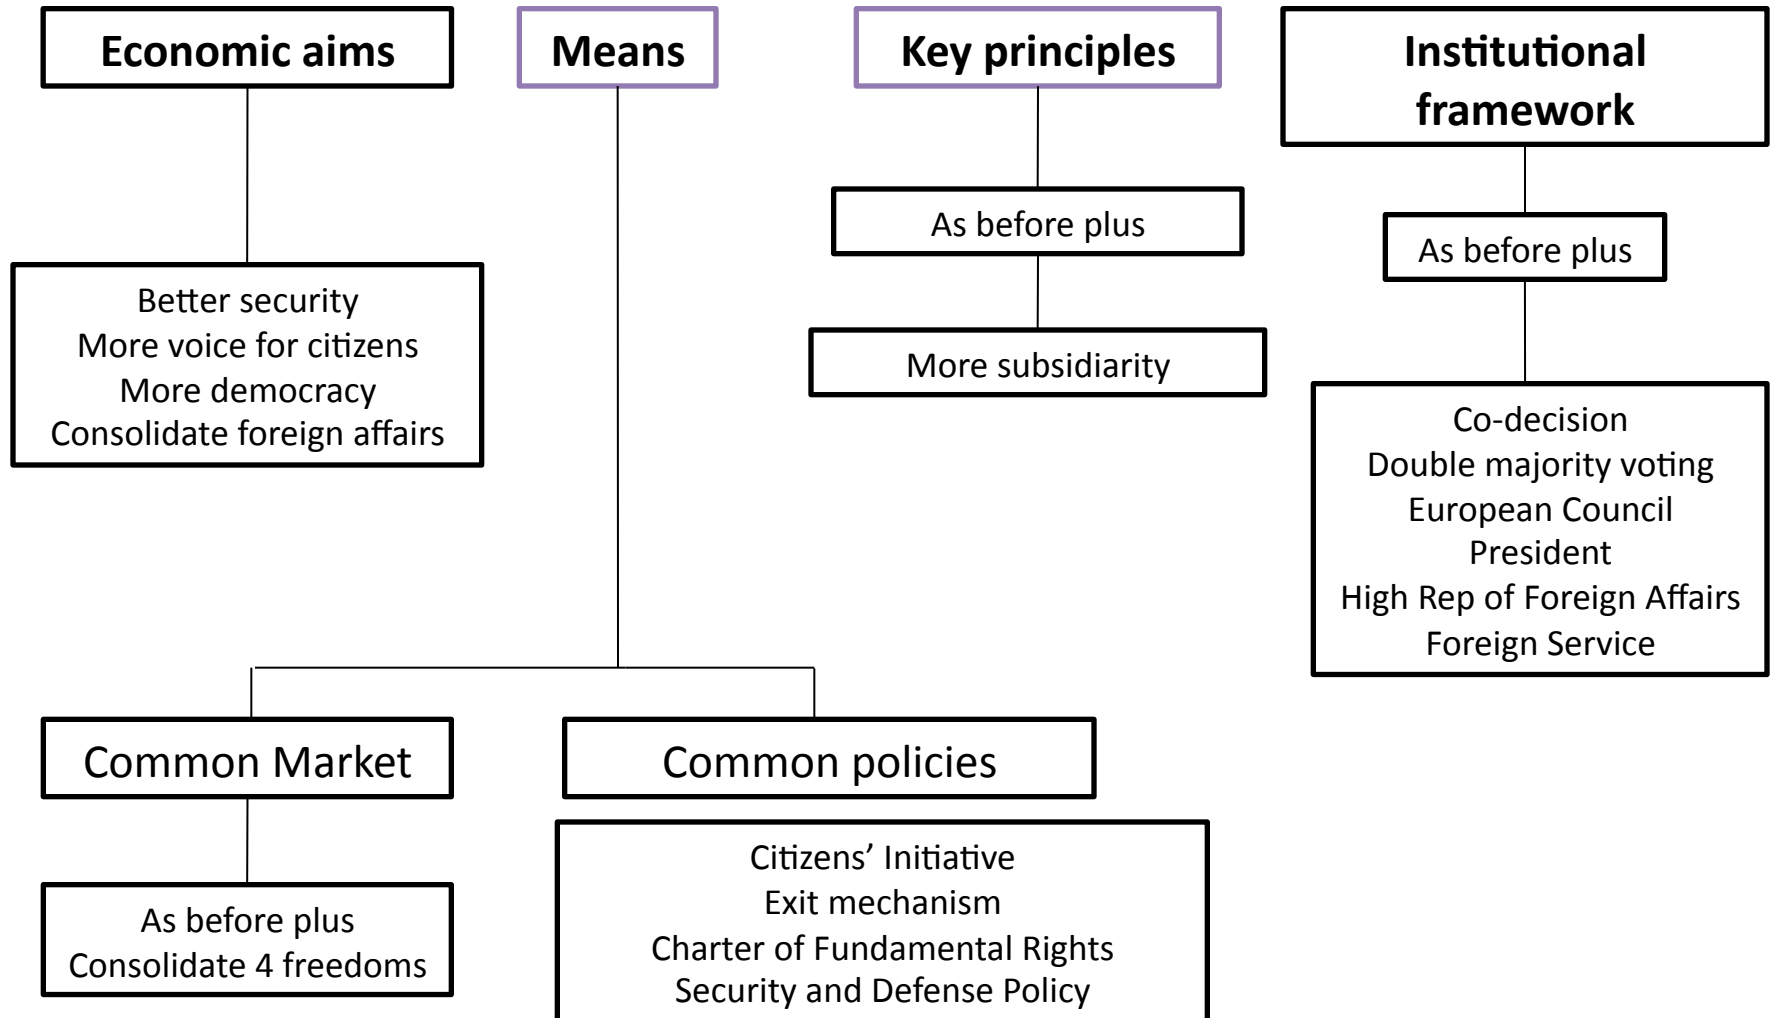 Economic aims
Means
Key principles
Institutional
framework
As before plus
As before plus
Better security
More voice for citizens
More democracy
Consolidate foreign affairs
More subsidiarity
Co-decision
Double majority voting
European Council
President
High Rep of Foreign Affairs
Foreign Service
Common Market
Common policies
As before plus
Consolidate 4 freedoms
Citizens’ Initiative
Exit mechanism
Charter of Fundamental Rights
Security and Defense Policy